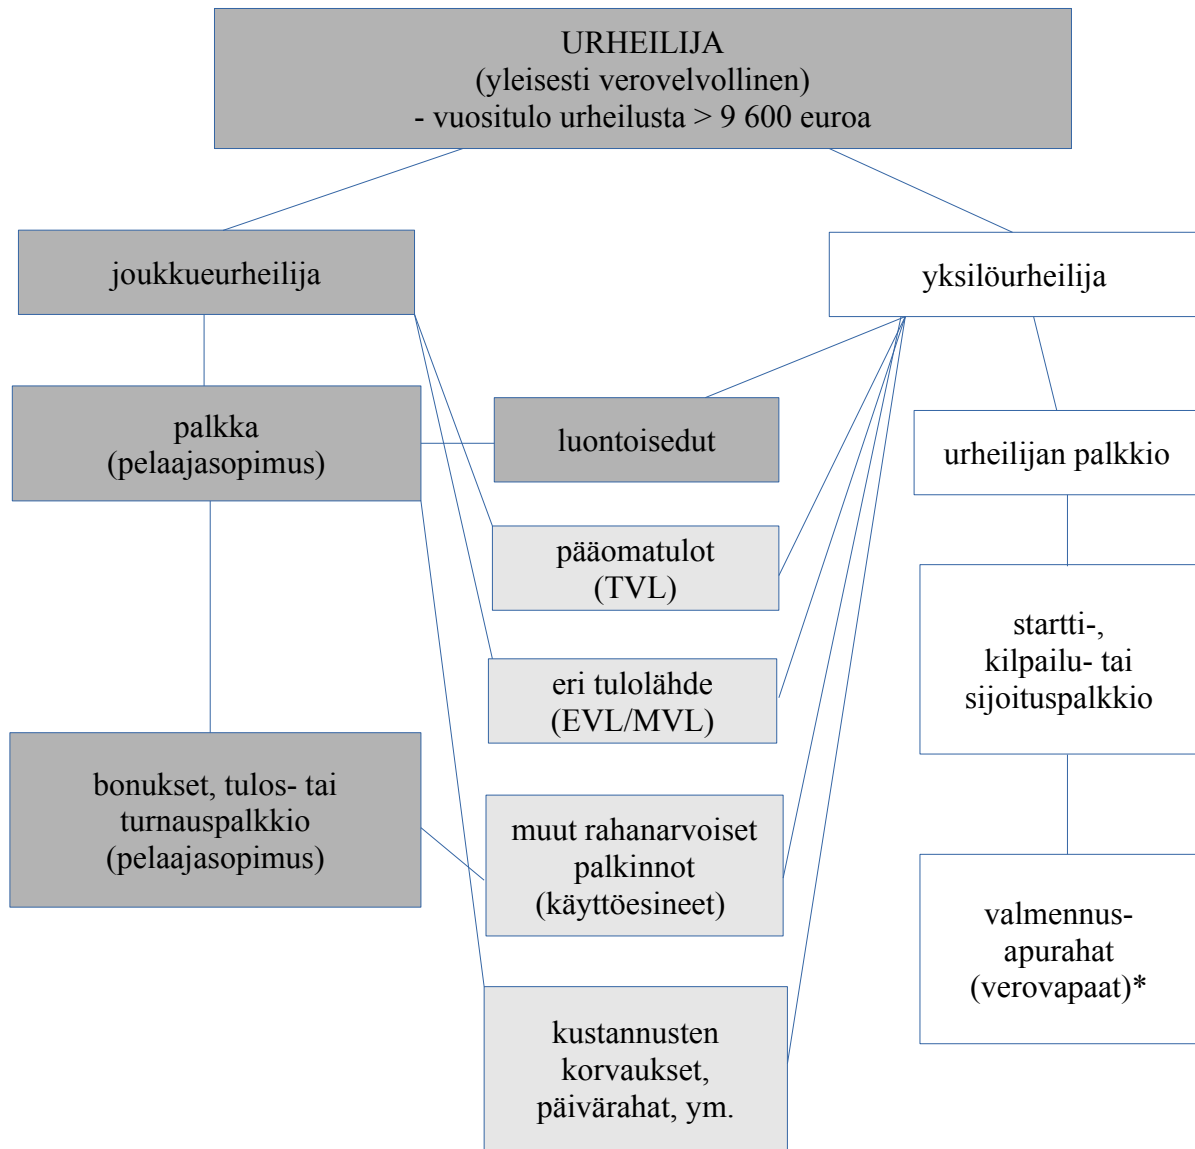 URHEILIJA
(yleisesti verovelvollinen)
- vuositulo urheilusta > 9 600 euroa
joukkueurheilija
yksilöurheilija
palkka
(pelaajasopimus)
luontoisedut
urheilijan palkkio
pääomatulot
(TVL)
startti-,
kilpailu- tai
sijoituspalkkio
eri tulolähde
(EVL/MVL)
bonukset, tulos- tai
turnauspalkkio
(pelaajasopimus)
muut rahanarvoiset
palkinnot
(käyttöesineet)
valmennus-
apurahat
(verovapaat)*
kustannusten
korvaukset,
päivärahat, ym.